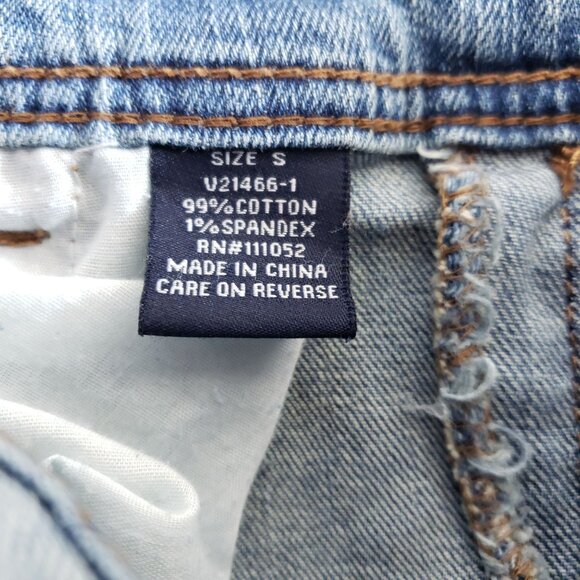 SIZE S
V21466-1
99%COTTON
1%SPANDEX
RN#111052
MADE IN CHINA
CARE ON REVERSE